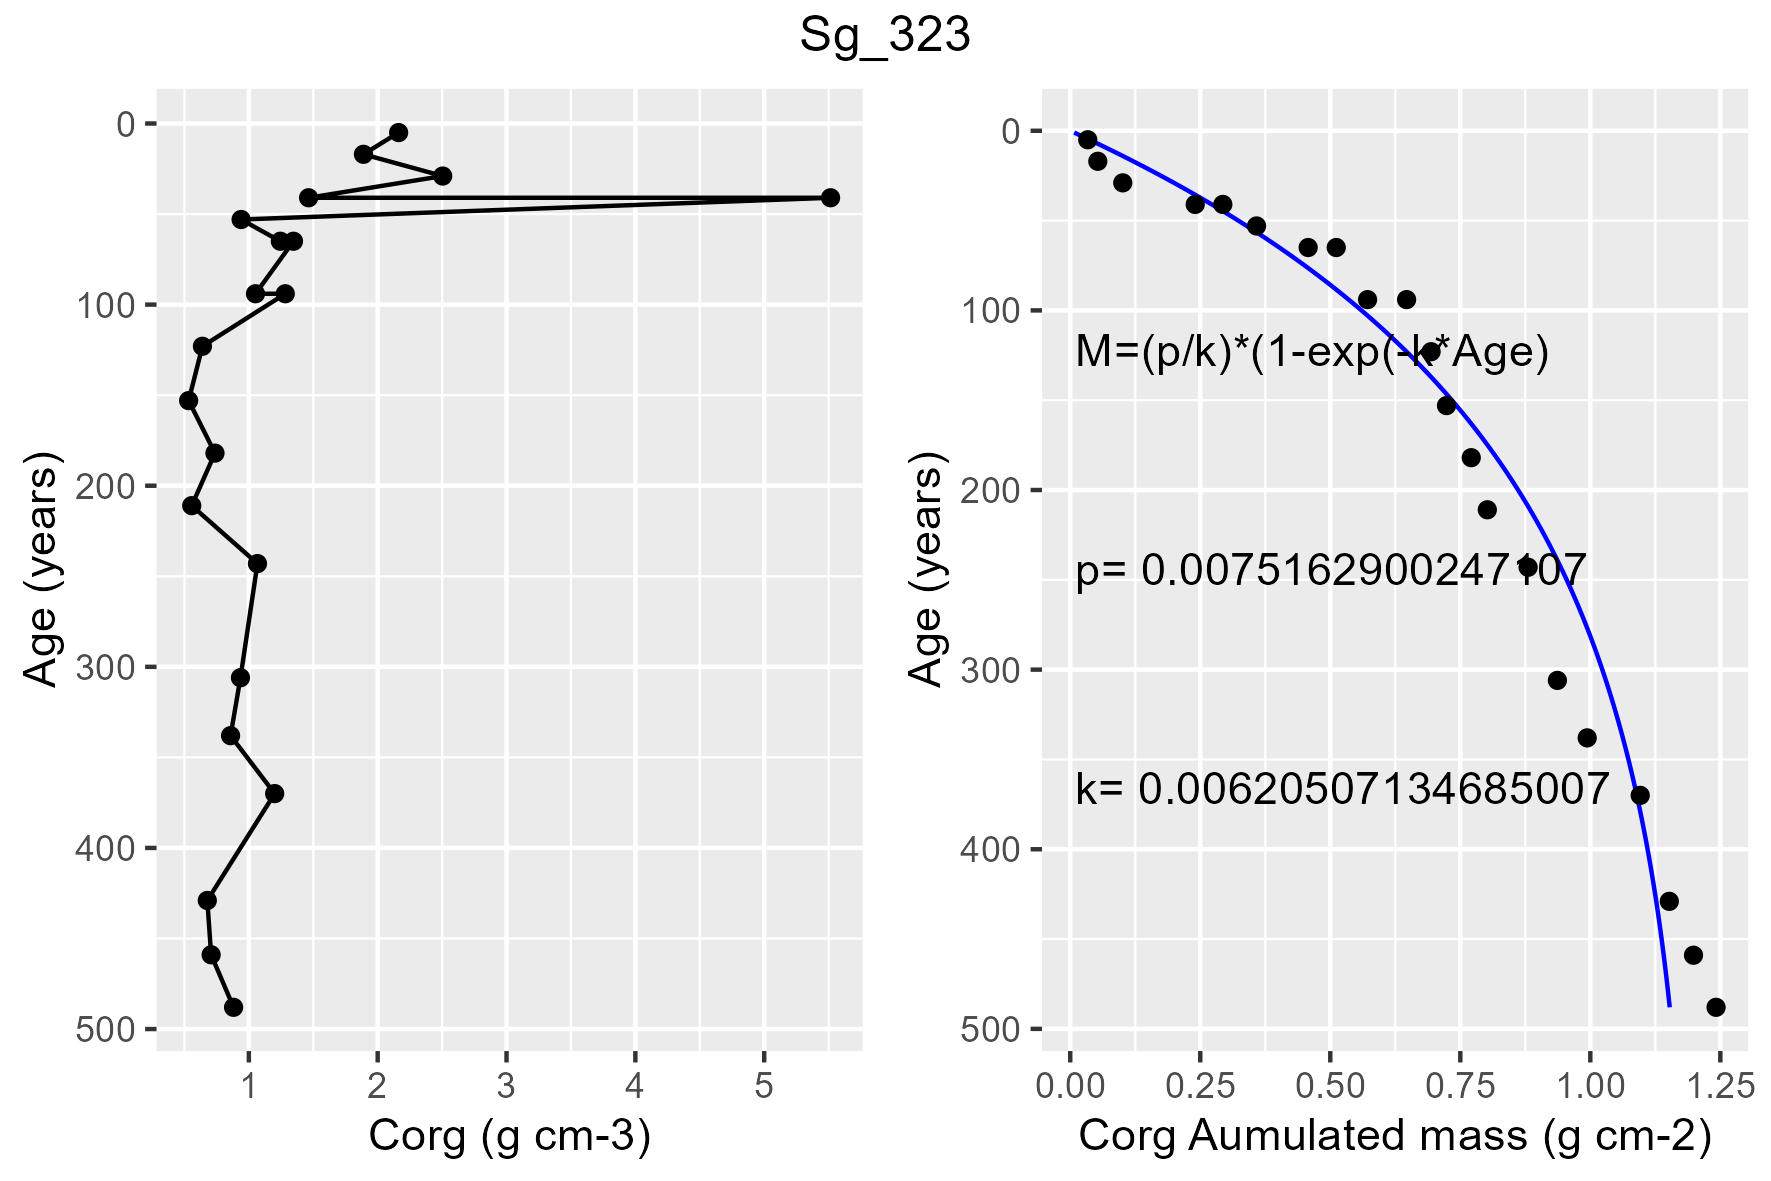 Sg_323
Age (years)
0
100
200
300
400
500
1
2
3
4
5
Corg (g cm-3)
Age (years)
0
100
200
300
400
500
M=(p/k)*(1-exp(-k*Age)
p= 0.0075162900247107
k= 0.00620507134685007
0.00
0.25
0.50
0.75
1.00
1.25
Corg Aumulated mass (g cm-2)